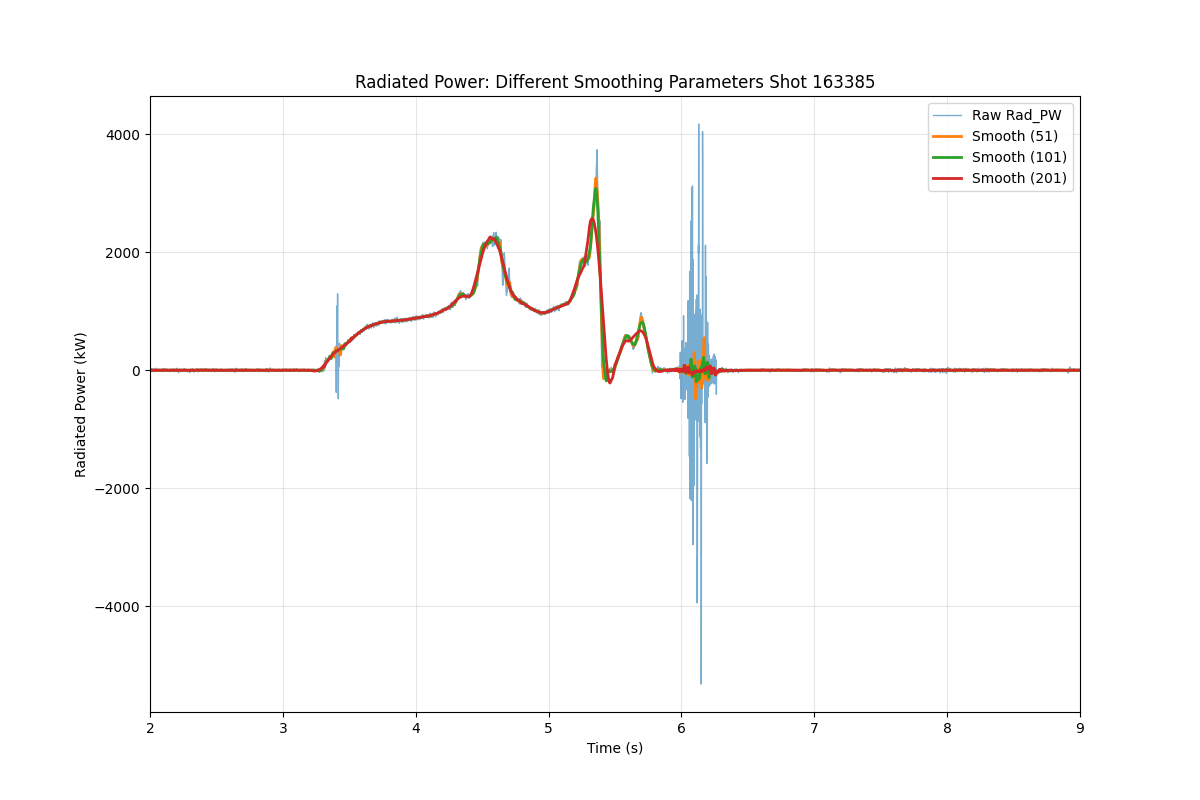 Radiated Power: Different Smoothing Parameters Shot 163385
Raw Rad_PW
Smooth (51)
Smooth (101)
Smooth (201)
Radiated Power (kW)
4000
2000
0
−2000
−4000
2 3 4 5 6 7 8 9
Time (s)